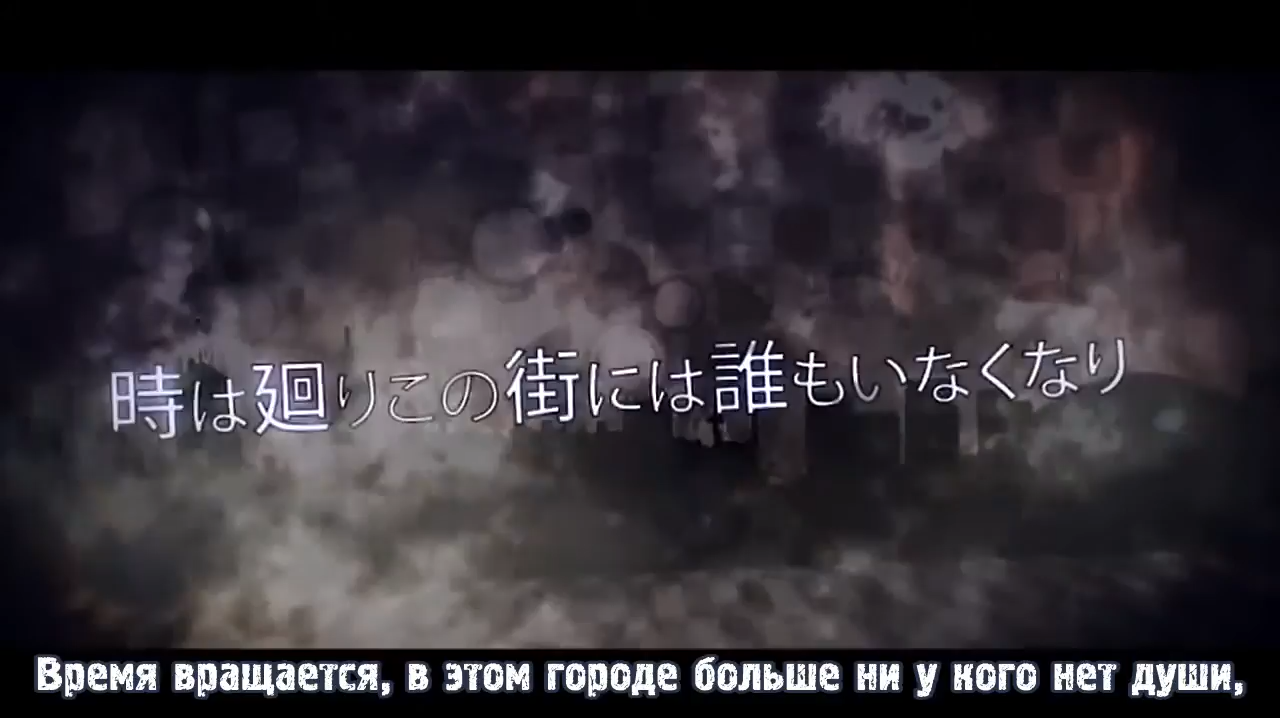 時は廻りこの街には誰もいなくなり
Время вращается, в этом городе больше ни у кого нет души,